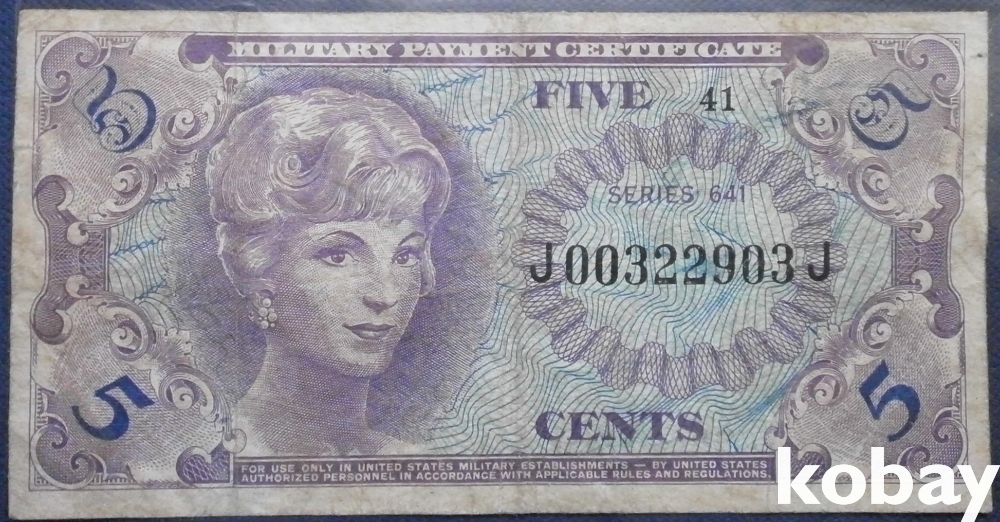 MILITARY PAYMENT CERTIFICATE
5
5
FIVE
41
SERIES 641
J00322903J
5
5
CENTS
FOR USE ONLY IN UNITED STATES MILITARY ESTABLISHMENTS — BY UNITED STATES
AUTHORIZED PERSONNEL IN ACCORDANCE WITH APPLICABLE RULES AND REGULATIONS.
kobay